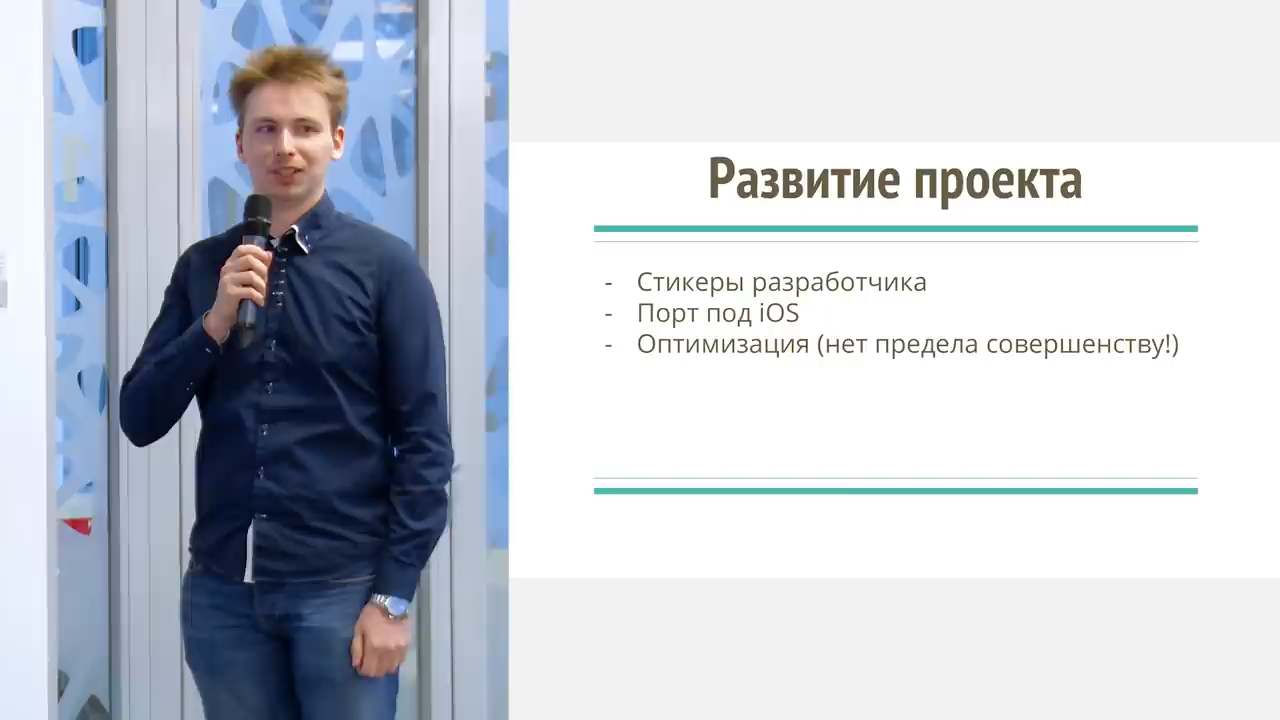 Развитие проекта
- Стикеры разработчика
- Порт под iOS
- Оптимизация (нет предела совершенству!)